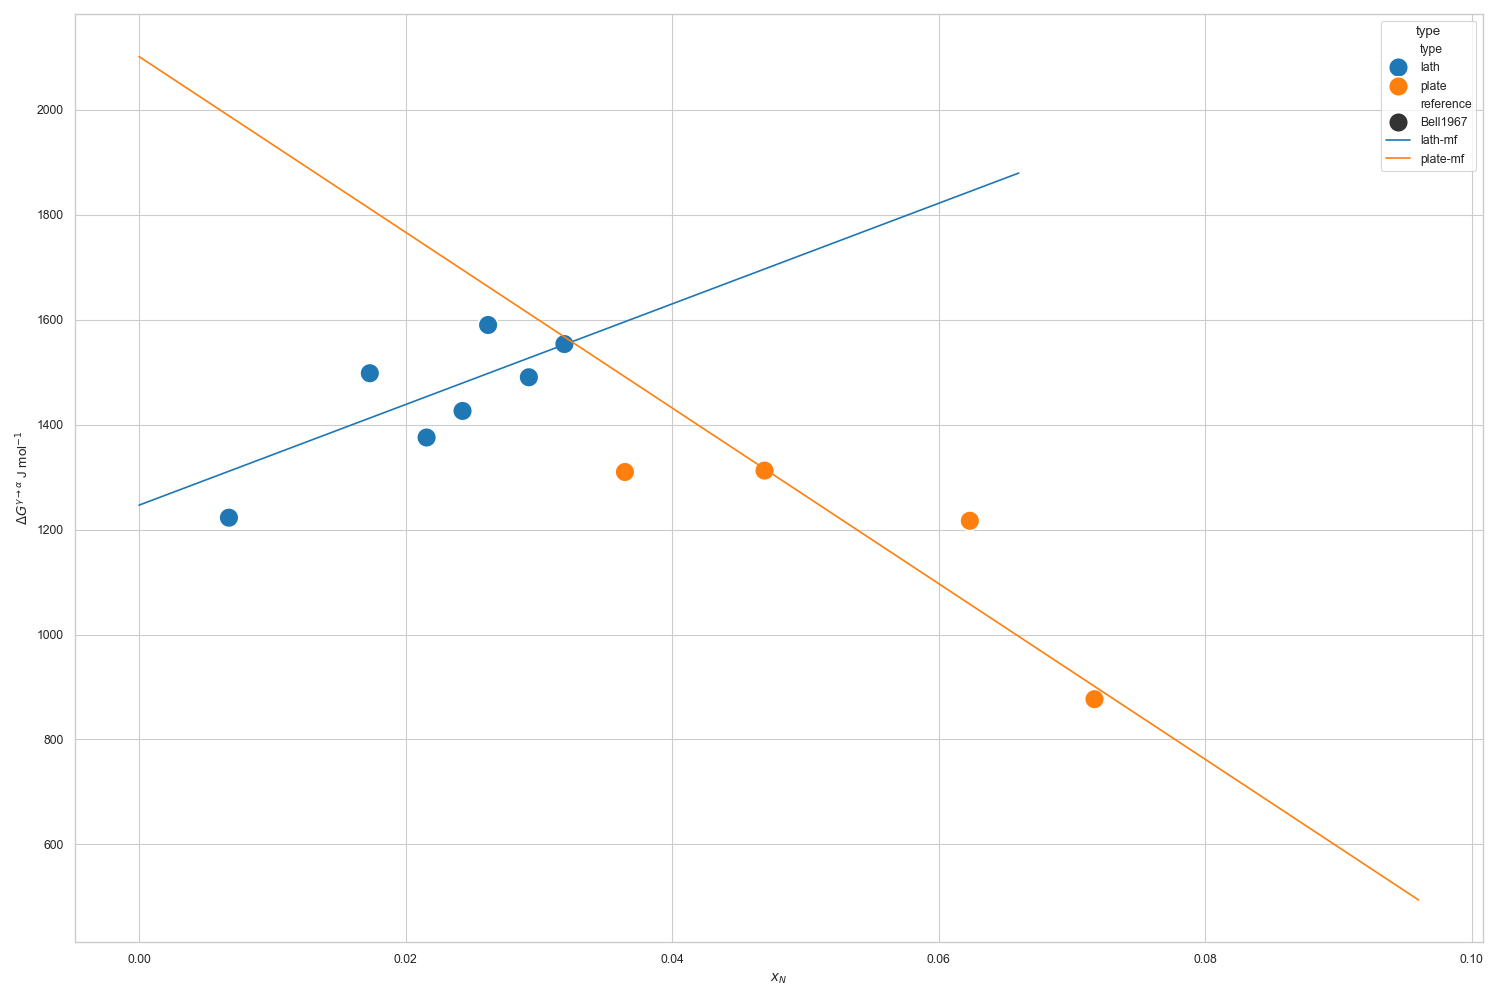 type
type
lath
plate
reference
Bell1967
lath-mf
plate-mf
2000
1800
1600
1400
1200
1000
800
600
ΔG^{γ→α} J mol⁻¹
0.00 0.02 0.04 0.06 0.08 0.10
x_N